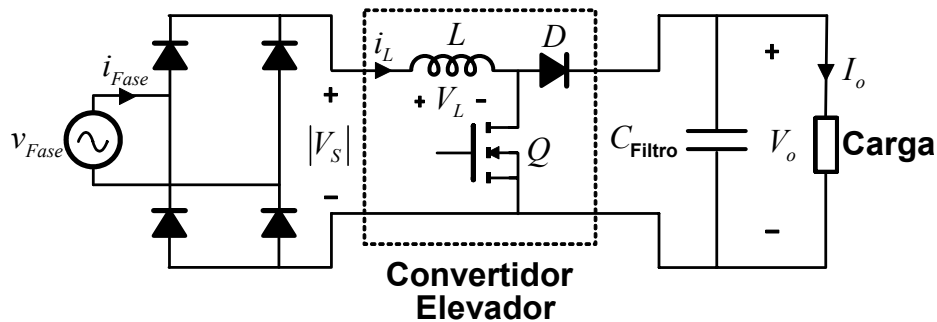 i_L
L
D
i_Fase
+
+ V_L -
+
I_o
v_Fase
|V_S|
Q
C_Filtro
V_o
Carga
-
-
Convertidor
Elevador